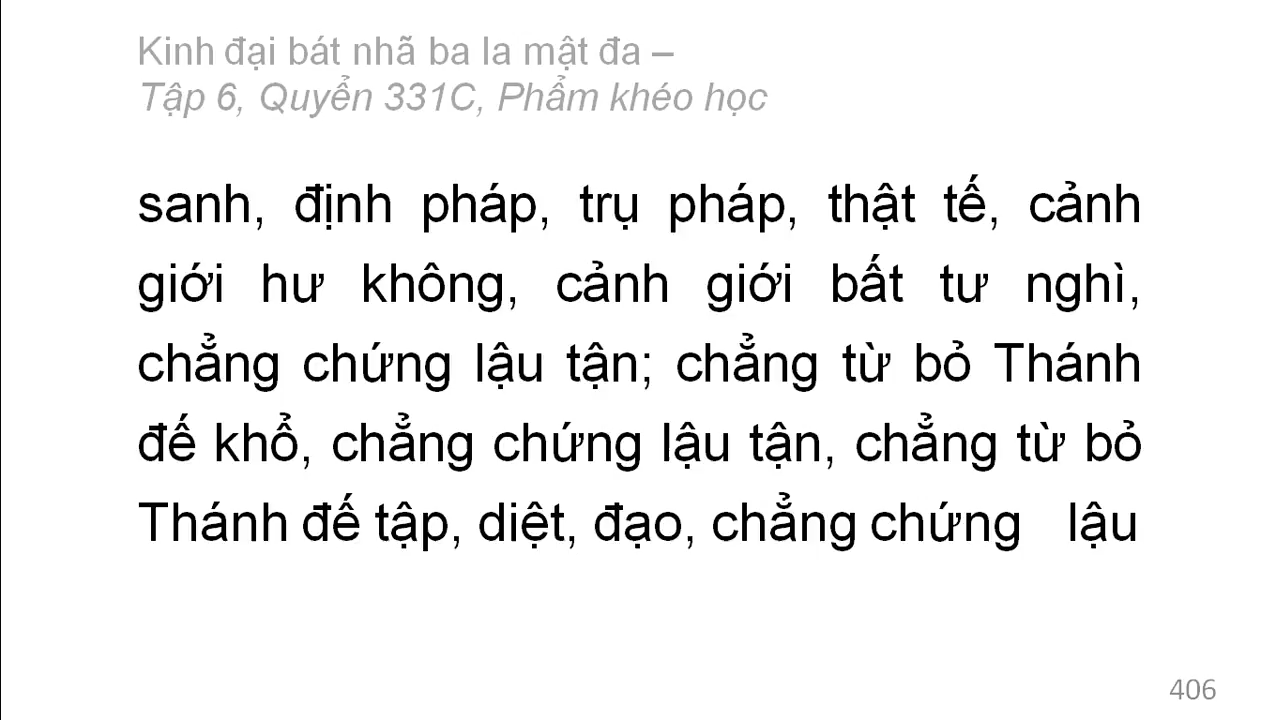 Kinh đại bát nhã ba la mật đa –
Tập 6, Quyển 331C, Phẩm khéo học
sanh, định pháp, trụ pháp, thật tế, cảnh
giới hư không, cảnh giới bất tư nghì,
chẳng chứng lậu tận; chẳng từ bỏ Thánh
đế khổ, chẳng chứng lậu tận, chẳng từ bỏ
Thánh đế tập, diệt, đạo, chẳng chứng lậu
406